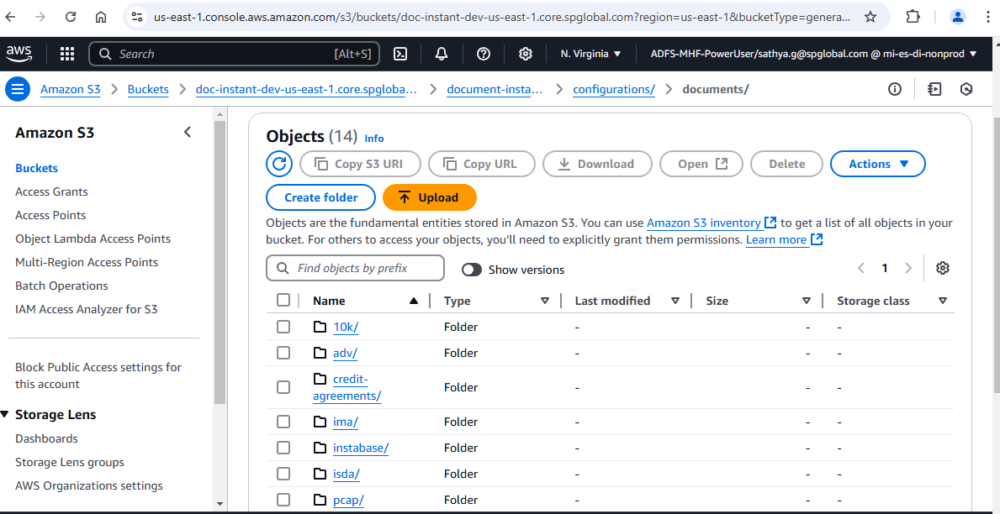 us-east-1.console.aws.amazon.com/s3/buckets/doc-instant-dev-us-east-1.core.spglobal.com?region=us-east-1&bucketType=genera...
aws Search [Alt+S] N. Virginia ADFS-MHF-PowerUser/sathya.g@spglobal.com @ mi-es-di-nonprod
Amazon S3 > Buckets > doc-instant-dev-us-east-1.core.spgloba... > document-insta... > configurations/ > documents/
Amazon S3
Buckets
Access Grants
Access Points
Object Lambda Access Points
Multi-Region Access Points
Batch Operations
IAM Access Analyzer for S3
Block Public Access settings for
this account
Storage Lens
Dashboards
Storage Lens groups
AWS Organizations settings
Objects (14) Info
Copy S3 URI Copy URL Download Open Delete Actions
Create folder Upload
Objects are the fundamental entities stored in Amazon S3. You can use Amazon S3 inventory to get a list of all objects in your
bucket. For others to access your objects, you'll need to explicitly grant them permissions. Learn more
Find objects by prefix Show versions 1
Name Type Last modified Size Storage class
10k/ Folder - - -
adv/ Folder - - -
credit-
agreements/ Folder - - -
ima/ Folder - - -
instabase/ Folder - - -
isda/ Folder - - -
pcap/ Folder - - -